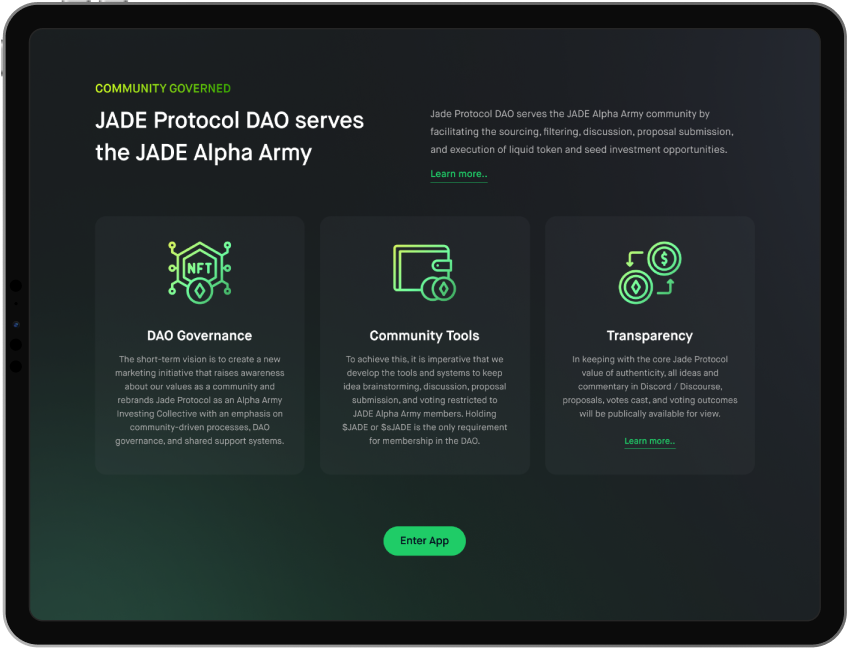 COMMUNITY GOVERNED
JADE Protocol DAO serves
the JADE Alpha Army
Jade Protocol DAO serves the JADE Alpha Army community by
facilitating the sourcing, filtering, discussion, proposal submission,
and execution of liquid token and seed investment opportunities.
Learn more..
NFT
$
DAO Governance
The short-term vision is to create a new
marketing initiative that raises awareness
about our values as a community and
rebrands Jade Protocol as an Alpha Army
Investing Collective with an emphasis on
community-driven processes, DAO
governance, and shared support systems.
Community Tools
To achieve this, it is imperative that we
develop the tools and systems to keep
idea brainstorming, discussion, proposal
submission, and voting restricted to
JADE Alpha Army members. Holding
$JADE or $sJADE is the only requirement
for membership in the DAO.
Transparency
In keeping with the core Jade Protocol
value of authenticity, all ideas and
commentary in Discord / Discourse,
proposals, votes cast, and voting outcomes
will be publically available for view.
Learn more..
Enter App